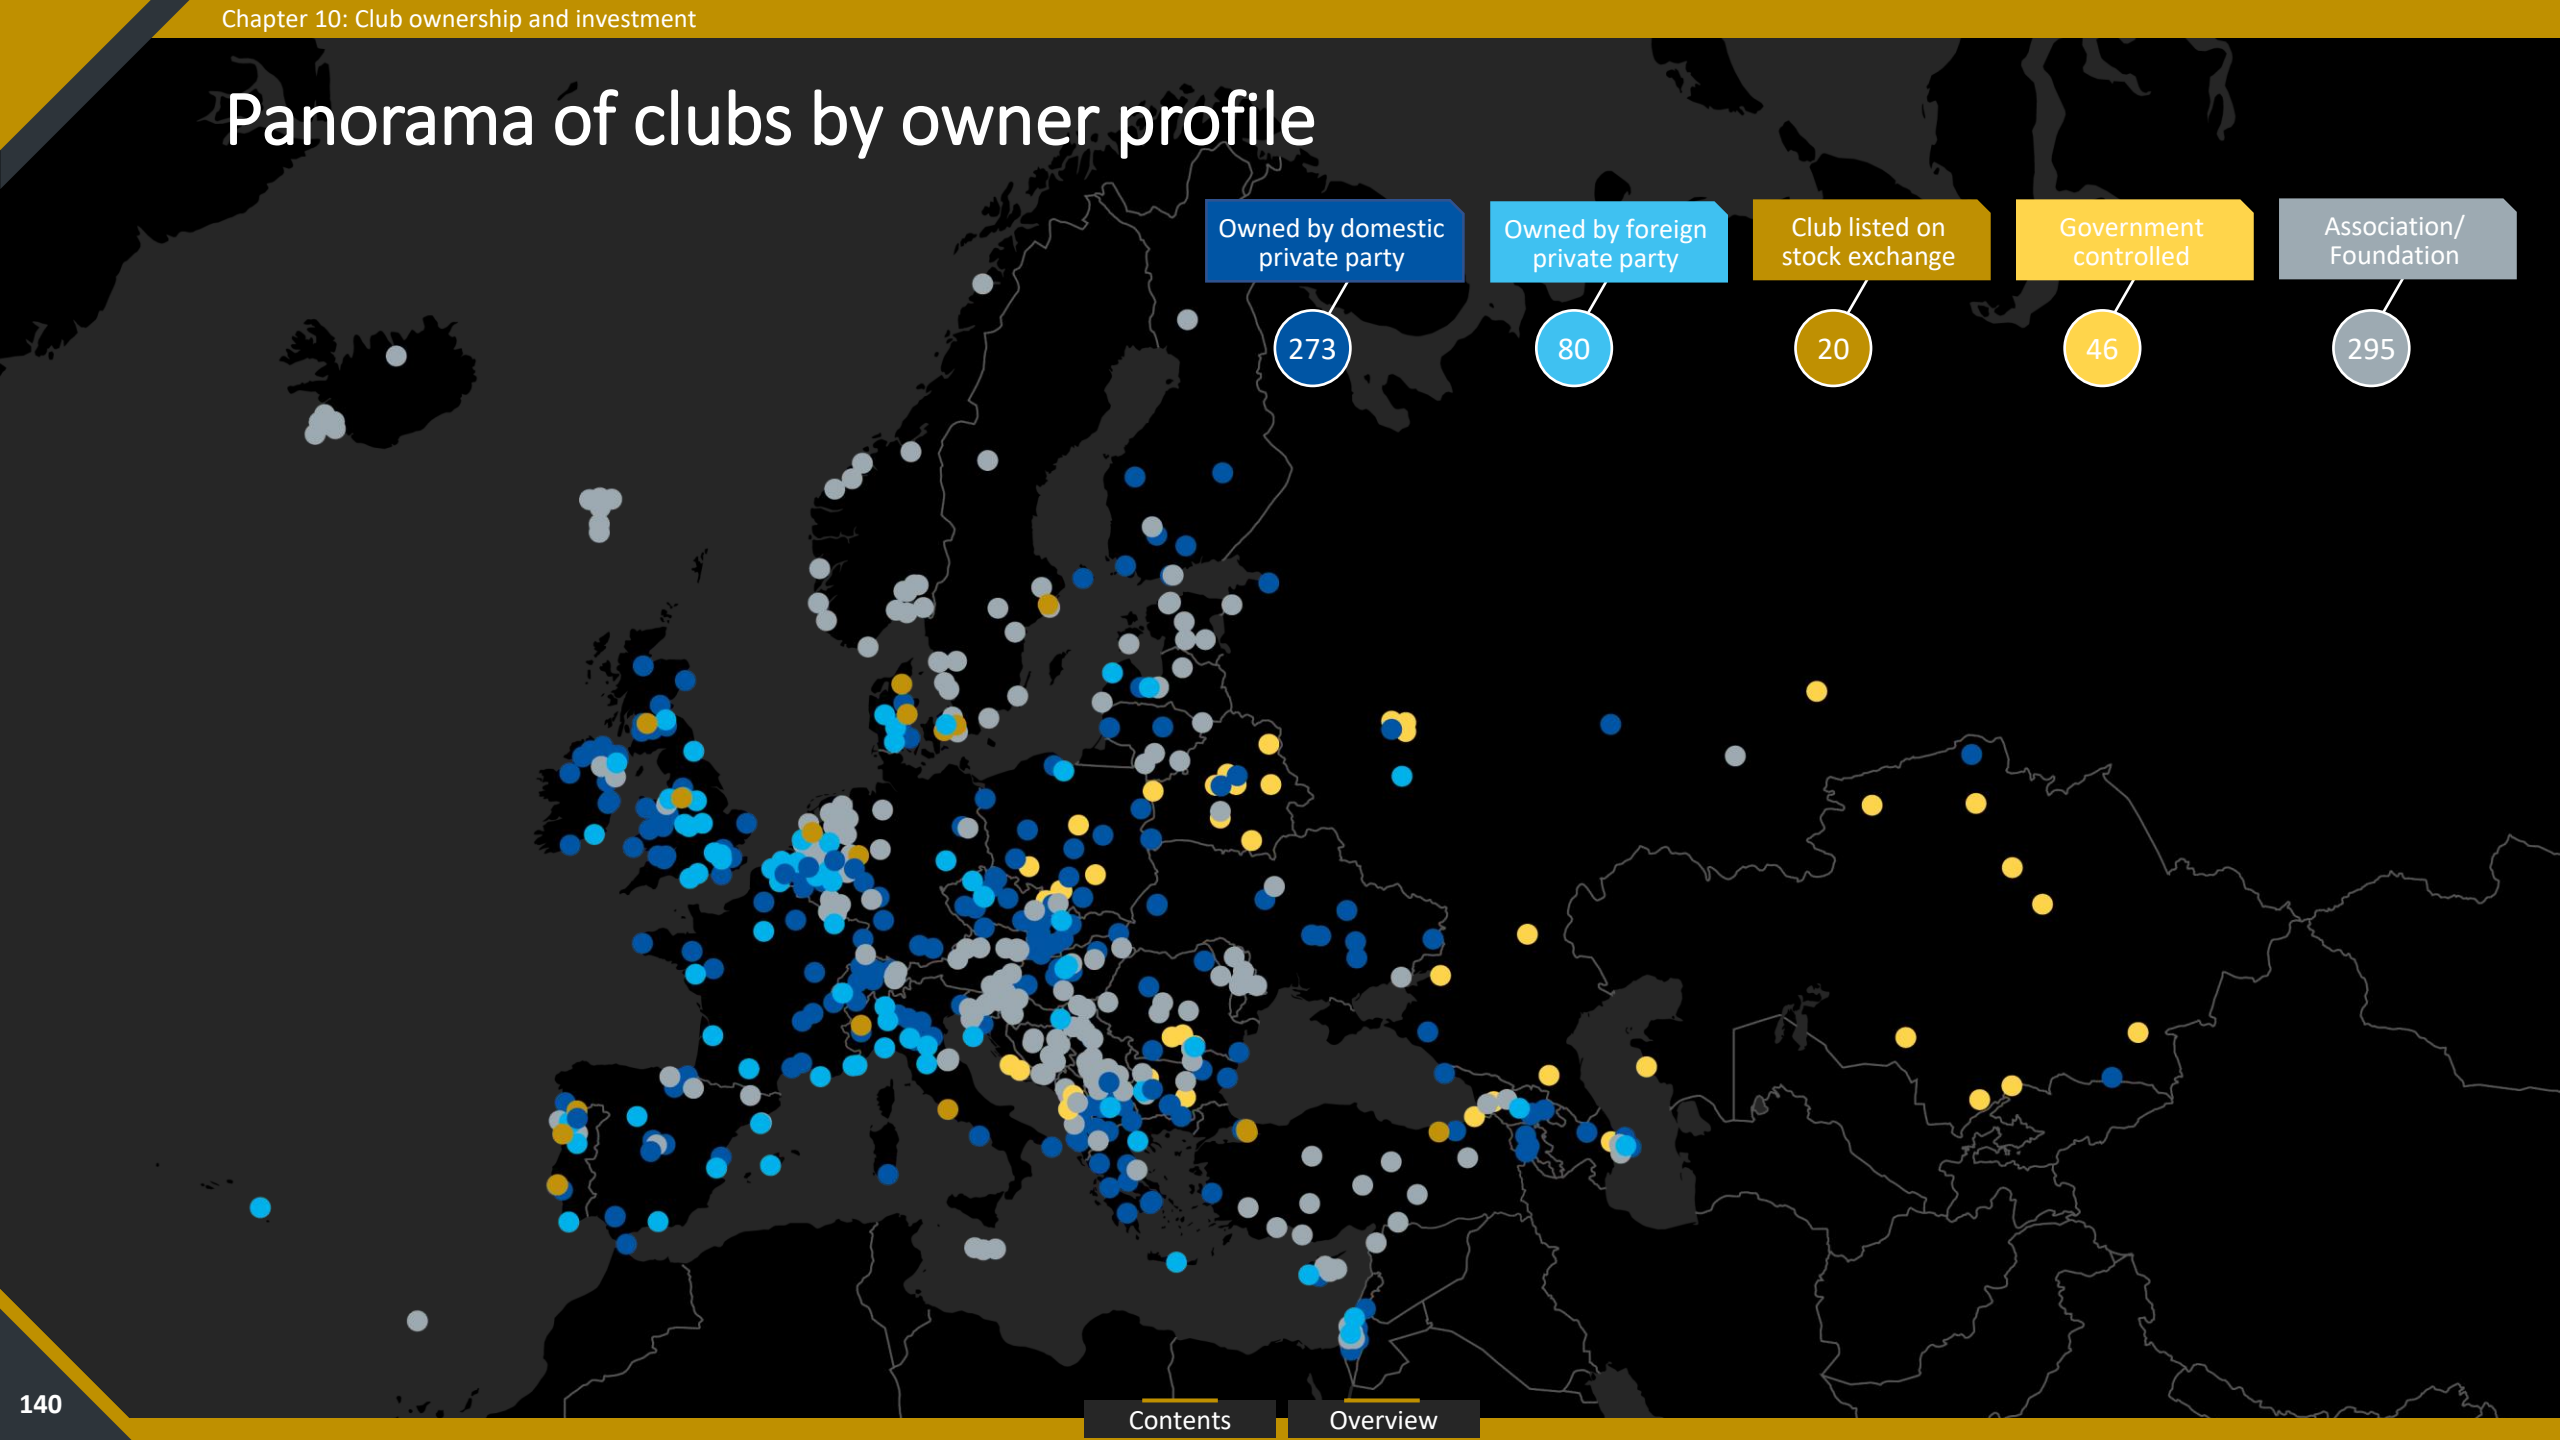 Chapter 10: Club ownership and investment
Panorama of clubs by owner profile
Owned by domestic
private party
Owned by foreign
private party
Club listed on
stock exchange
Government
controlled
Association/
Foundation
273
80
20
46
295
140
Contents
Overview